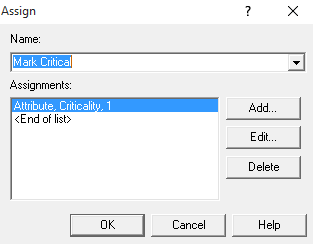 Assign
?
Name:
Mark Critical
Assignments:
Attribute, Criticality, 1
<End of list>
Add...
Edit...
Delete
OK
Cancel
Help